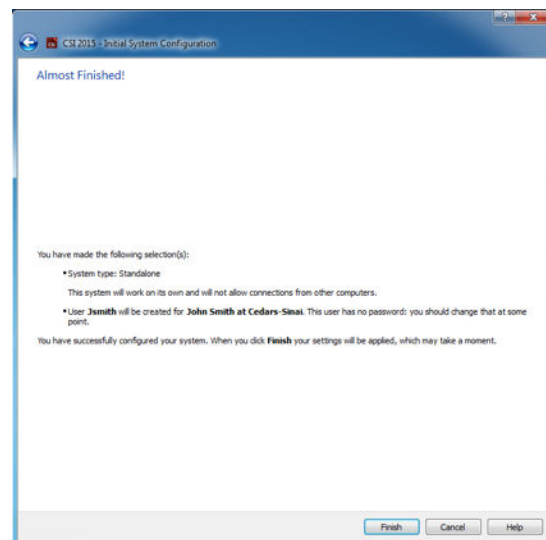 CSI 2015 - Initial System Configuration
Almost Finished!
You have made the following selection(s):
• System type: Standalone
This system will work on its own and will not allow connections from other computers.
• User Jsmith will be created for John Smith at Cedars-Sinai. This user has no password: you should change that at some
point.
You have successfully configured your system. When you click Finish your settings will be applied, which may take a moment.
Finish Cancel Help